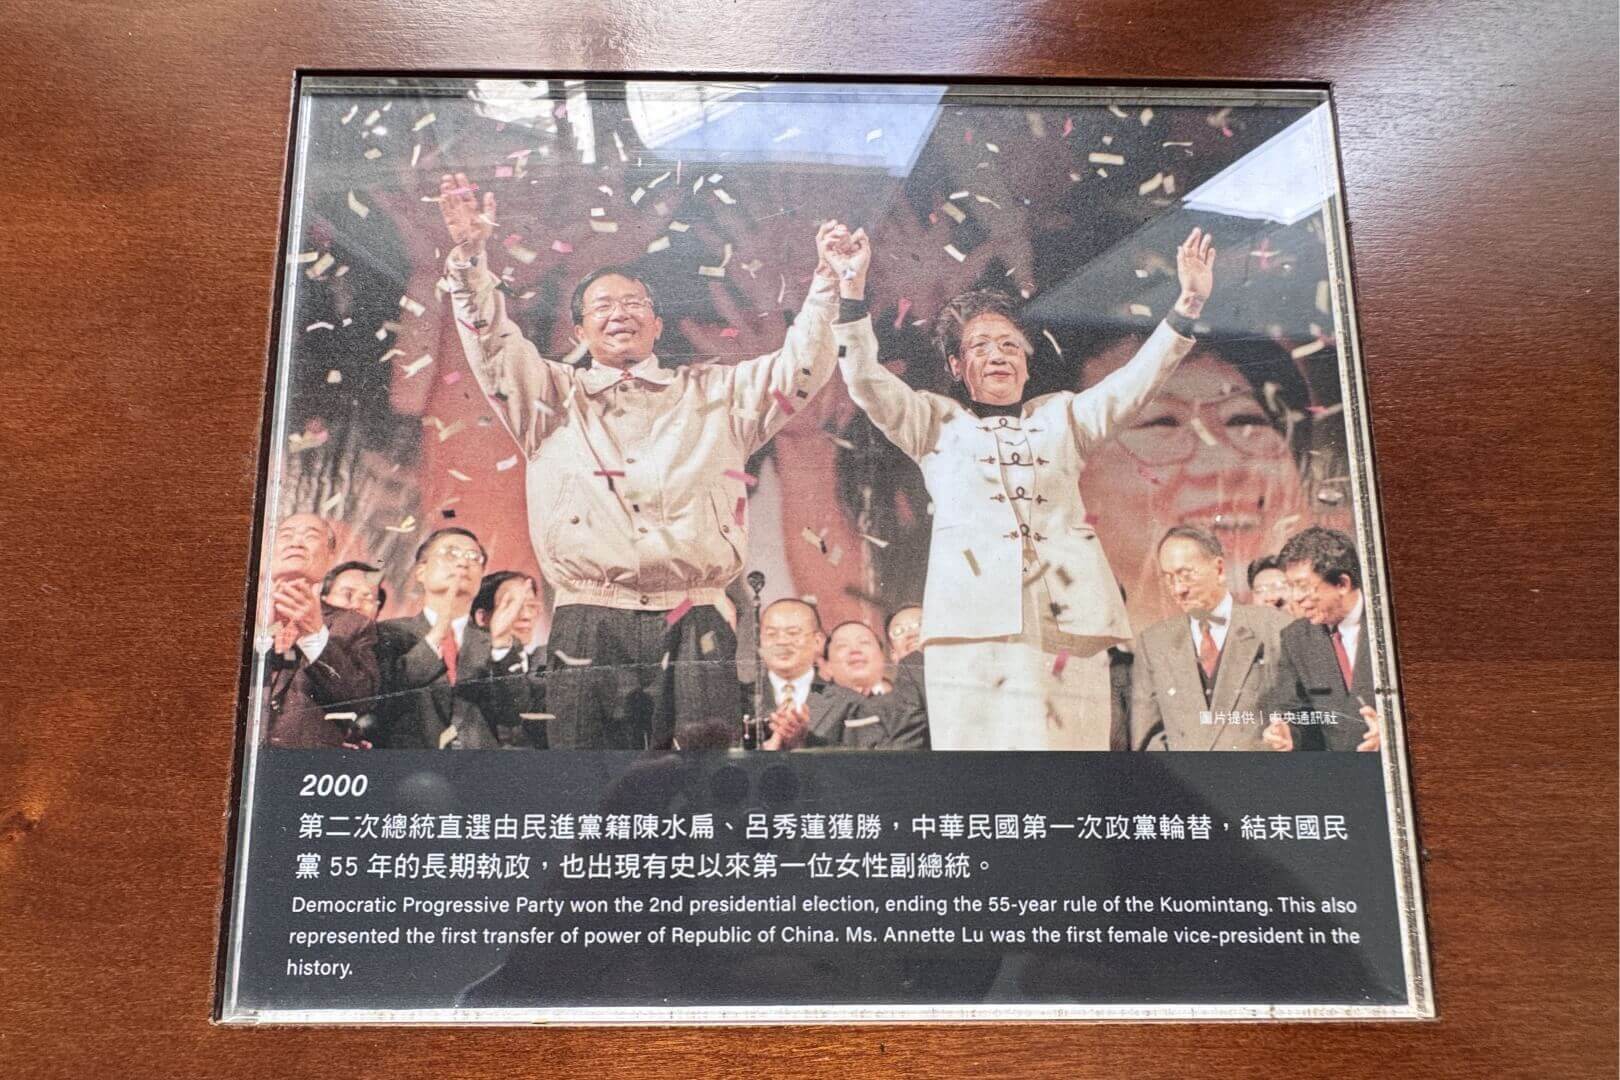 圖片提供｜中央通訊社
2000
第二次總統直選由民進黨籍陳水扁、呂秀蓮獲勝，中華民國第一次政黨輪替，結束國民
黨 55 年的長期執政，也出現有史以來第一位女性副總統。
Democratic Progressive Party won the 2nd presidential election, ending the 55-year rule of the Kuomintang. This also
represented the first transfer of power of Republic of China. Ms. Annette Lu was the first female vice-president in the
history.